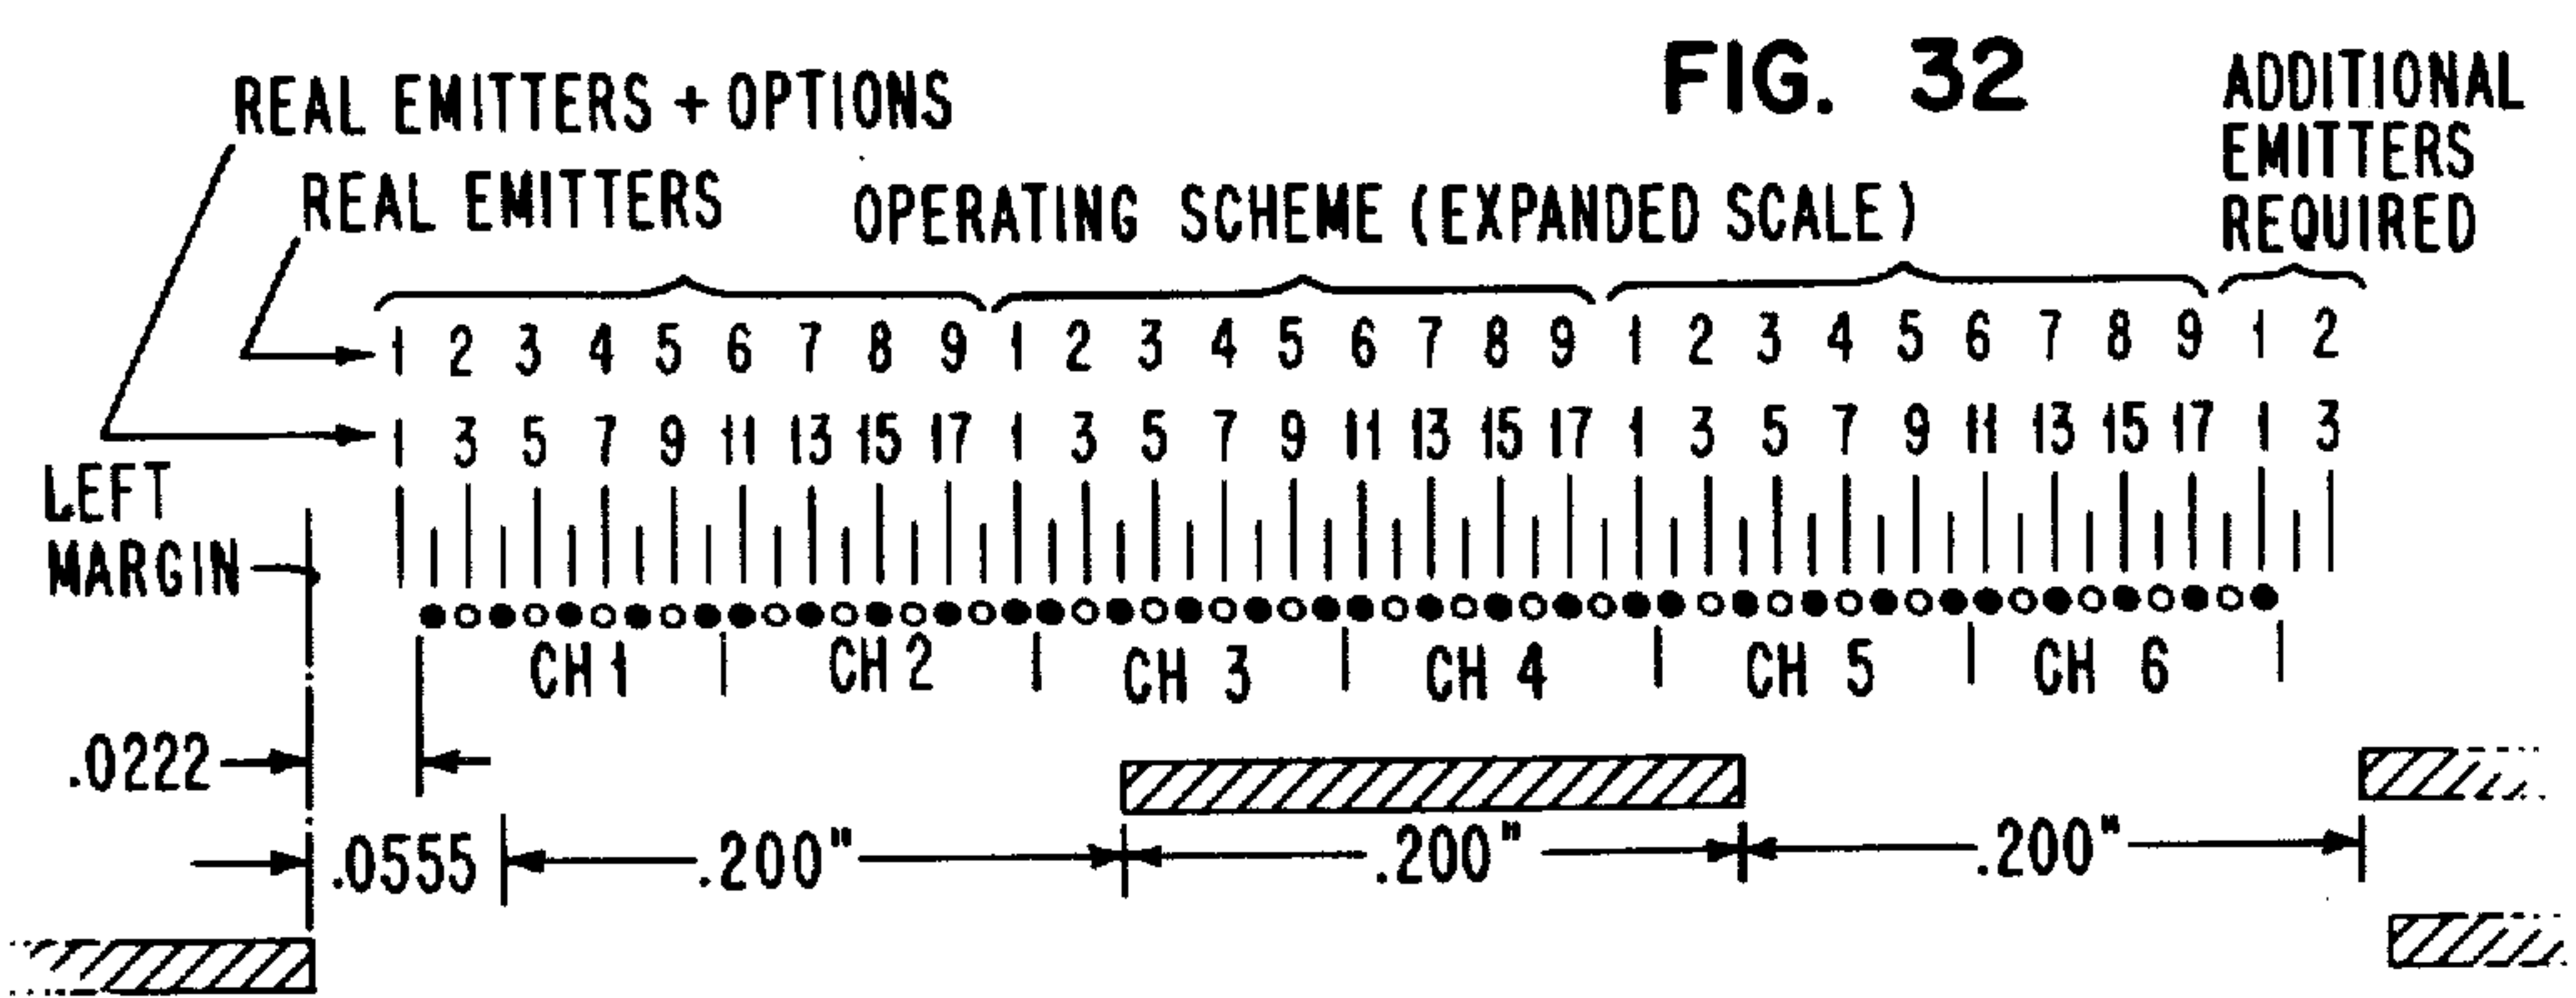 FIG. 32
REAL EMITTERS + OPTIONS
REAL EMITTERS
OPERATING SCHEME (EXPANDED SCALE)
ADDITIONAL
EMITTERS
REQUIRED
1 2 3 4 5 6 7 8 9 1 2 3 4 5 6 7 8 9 1 2 3 4 5 6 7 8 9 1 2
1 3 5 7 9 11 13 15 17 1 3 5 7 9 11 13 15 17 1 3 5 7 9 11 13 15 17 1 3
LEFT
MARGIN
CH 1 CH 2 CH 3 CH 4 CH 5 CH 6
.0222
.0555 .200" .200" .200"